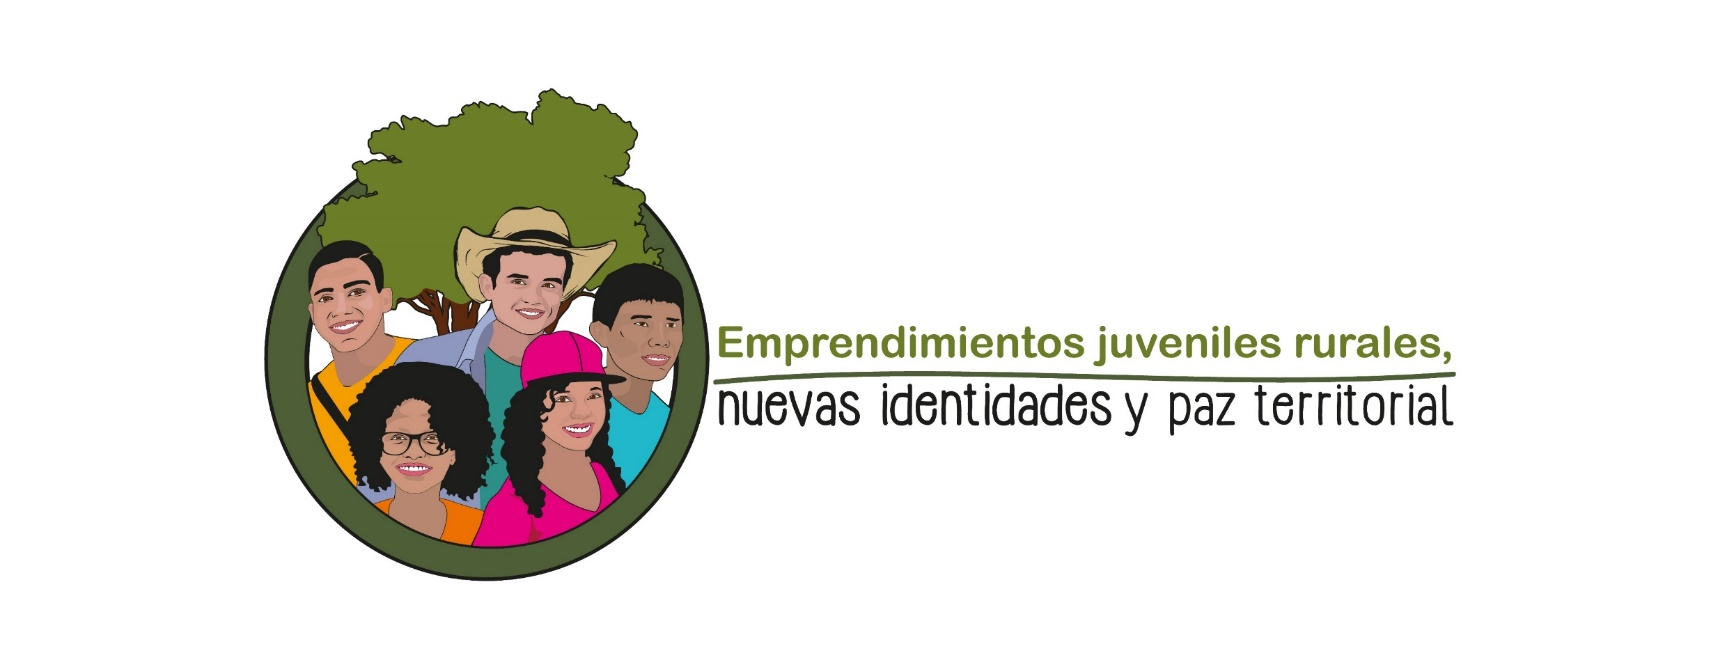 Emprendimientos juveniles rurales,
nuevas identidades y paz territorial